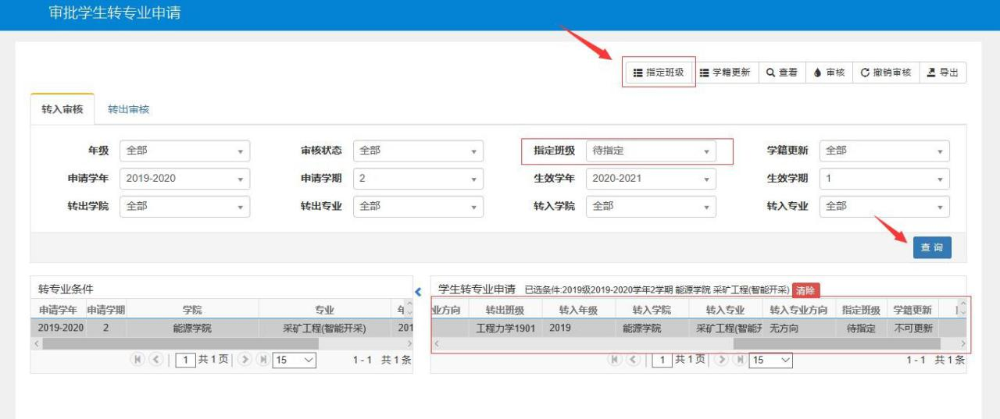 审批学生转专业申请
指定班级 学籍更新 查看 审核 撤销审核 导出
转入审核 转出审核
年级 全部 审核状态 全部 指定班级 待指定 学籍更新 全部
申请学年 2019-2020 申请学期 2 生效学年 2020-2021 生效学期 1
转出学院 全部 转出专业 全部 转入学院 全部 转入专业 全部
查 询
转专业条件
申请学年 申请学期 学院 专业
2019-2020 2 能源学院 采矿工程(智能开采) 201
1 共1页 15 1 - 1 共1条
学生转专业申请 已选条件:2019级2019-2020学年2学期 能源学院 采矿工程(智能开采) 清除
业方向 转出班级 转入年级 转入学院 转入专业 转入专业方向 指定班级 学籍更新
工程力学1901 2019 能源学院 采矿工程(智能开 无方向 待指定 不可更新
1 共1页 15 1 - 1 共1条